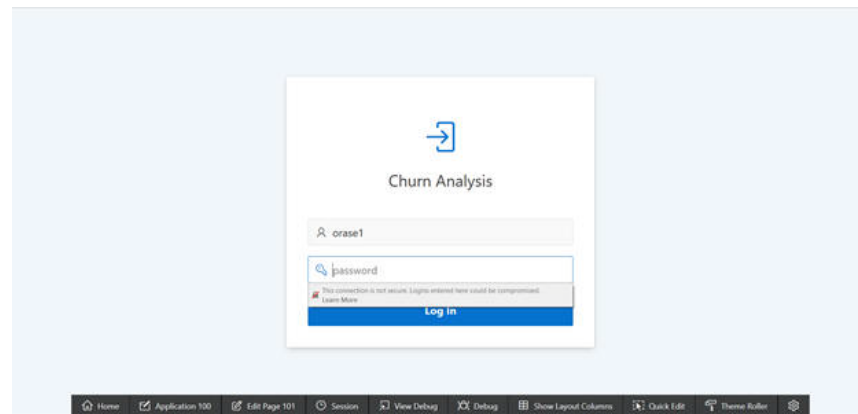 Churn Analysis
orase1
password
This connection is not secure. Logins entered here could be compromised.
Learn More
Log in
Home Application 100 Edit Page 101 Session View Debug Debug Show Layout Columns Quick Edit Theme Roller